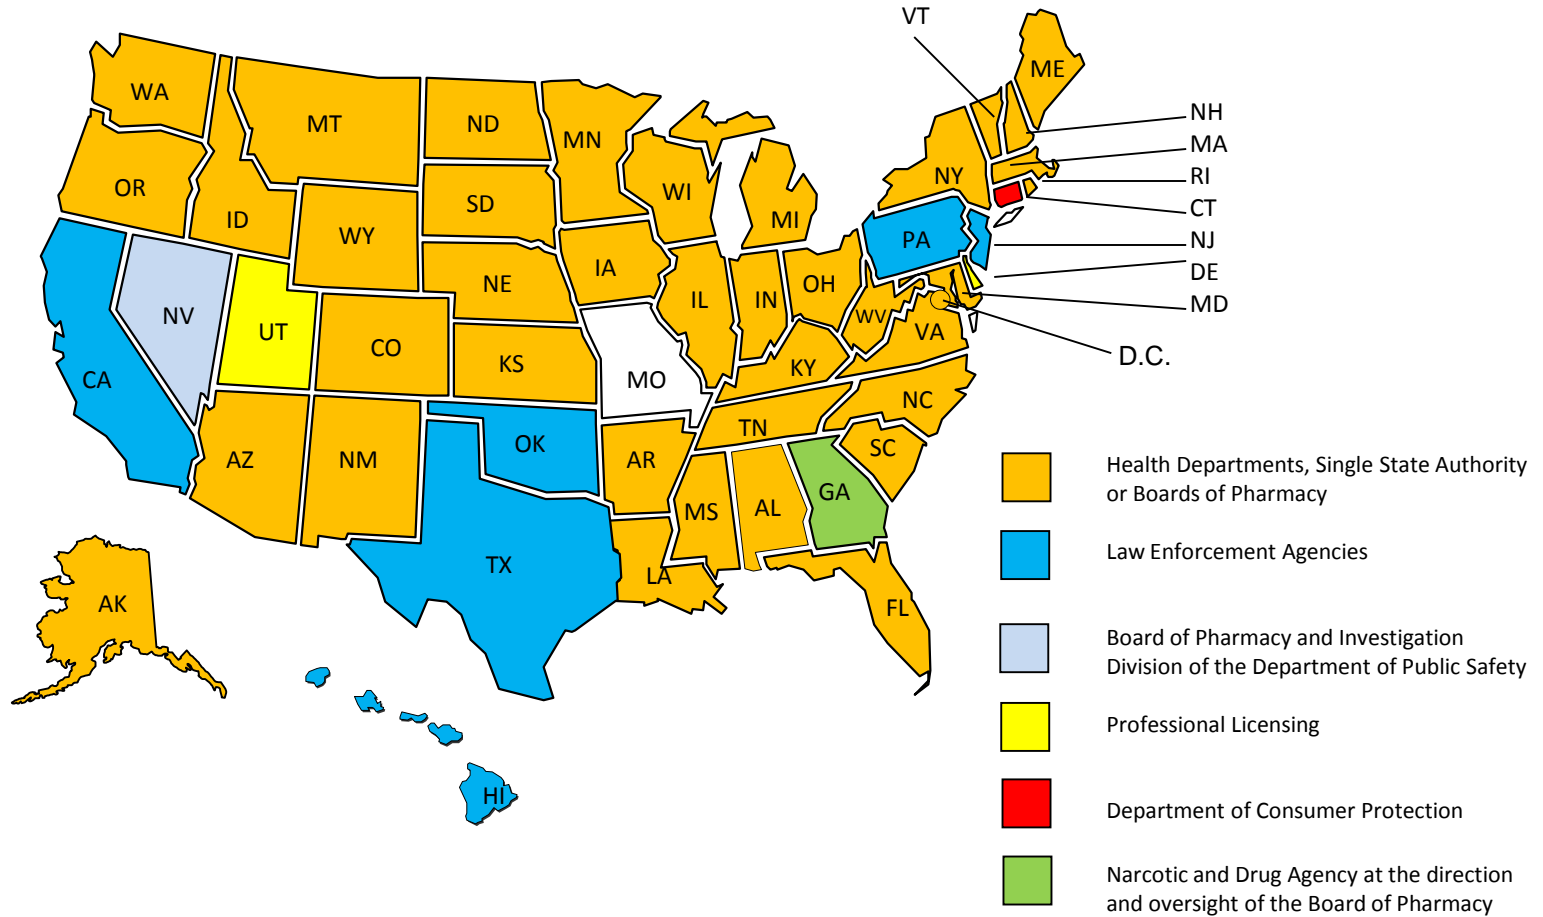 VT
ME
WA
MT
ND
MN
NH
MA
RI
CT
NJ
DE
MD
D.C.
OR
ID
WY
SD
WI
MI
NY
PA
NV
UT
CO
NE
IA
IL
IN
OH
WV
VA
CA
KS
MO
KY
NC
TN
SC
AZ
NM
OK
AR
MS
AL
GA
TX
LA
FL
AK
HI
Health Departments, Single State Authority
or Boards of Pharmacy
Law Enforcement Agencies
Board of Pharmacy and Investigation
Division of the Department of Public Safety
Professional Licensing
Department of Consumer Protection
Narcotic and Drug Agency at the direction
and oversight of the Board of Pharmacy